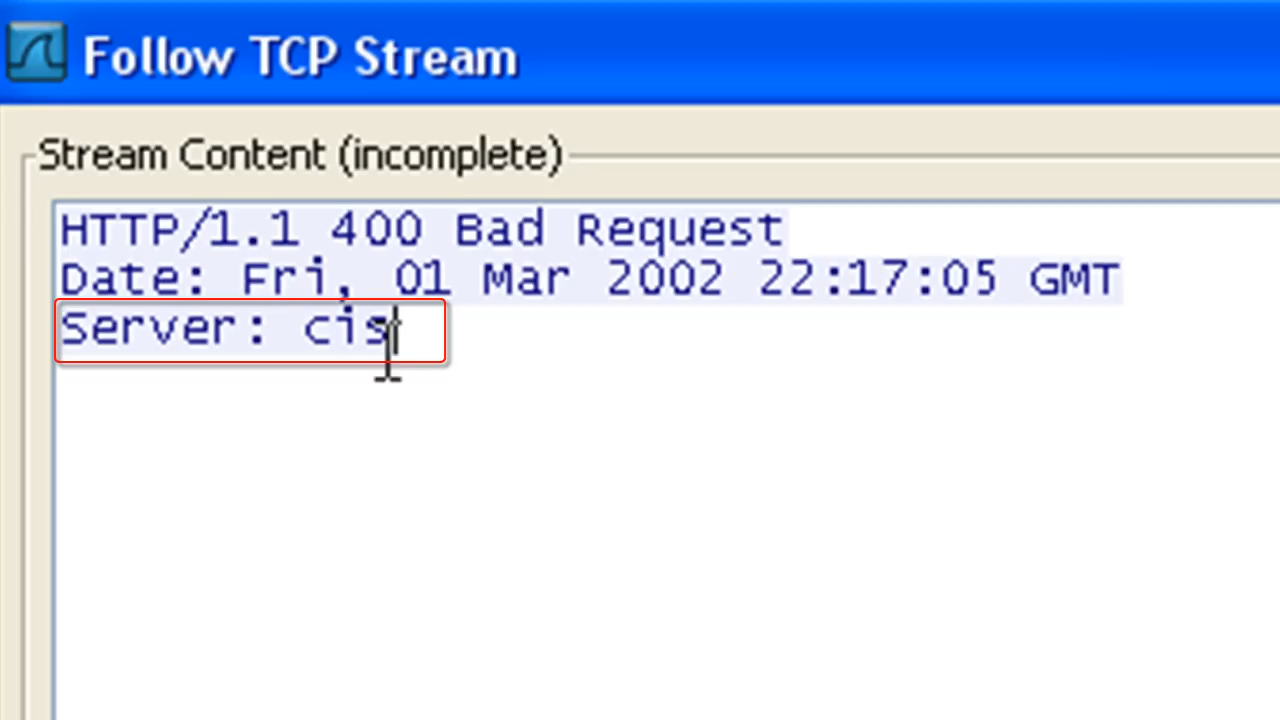 Follow TCP Stream
Stream Content (incomplete)
HTTP/1.1 400 Bad Request
Date: Fri, 01 Mar 2002 22:17:05 GMT
Server: cis